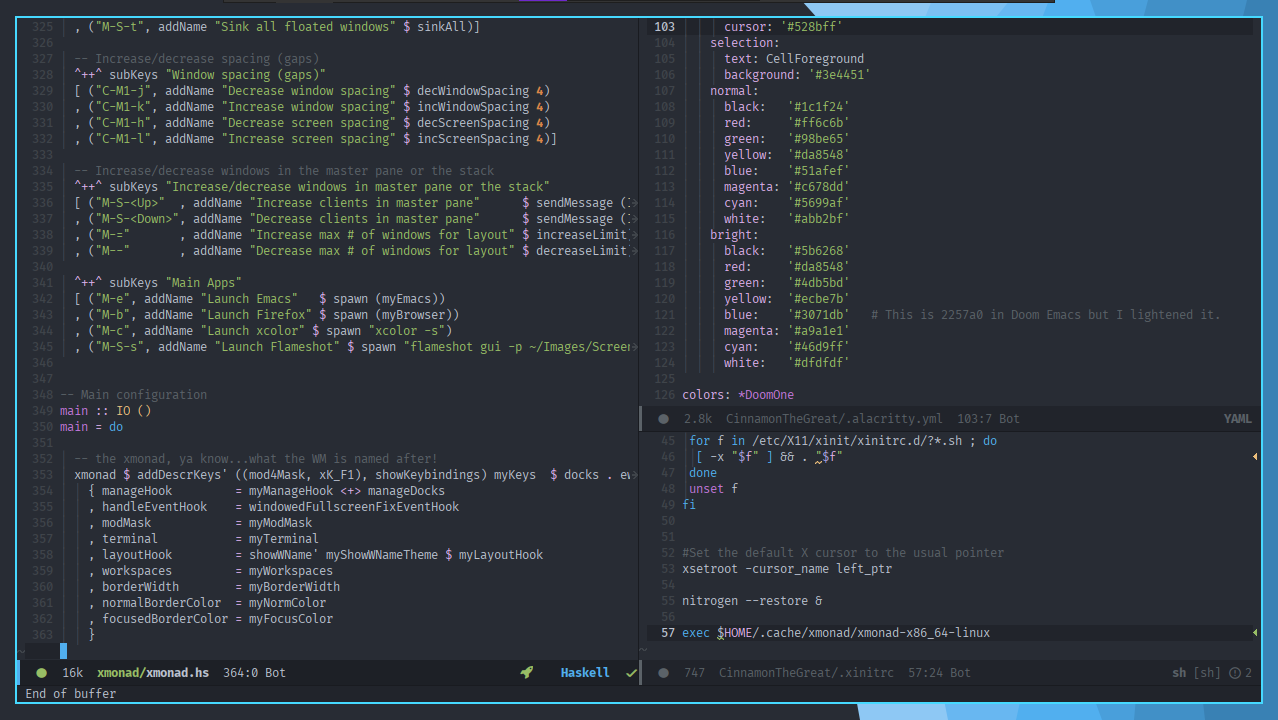 325   , ("M-S-t", addName "Sink all floated windows" $ sinkAll)]
326
327   -- Increase/decrease spacing (gaps)
328   ^++^ subKeys "Window spacing (gaps)"
329   [ ("C-M1-j", addName "Decrease window spacing" $ decWindowSpacing 4)
330   , ("C-M1-k", addName "Increase window spacing" $ incWindowSpacing 4)
331   , ("C-M1-h", addName "Decrease screen spacing" $ decScreenSpacing 4)
332   , ("C-M1-l", addName "Increase screen spacing" $ incScreenSpacing 4)]
333
334   -- Increase/decrease windows in the master pane or the stack
335   ^++^ subKeys "Increase/decrease windows in master pane or the stack"
336   [ ("M-S-<Up>"  , addName "Increase clients in master pane"      $ sendMessage (
337   , ("M-S-<Down>", addName "Decrease clients in master pane"      $ sendMessage (
338   , ("M-="       , addName "Increase max # of windows for layout" $ increaseLimit
339   , ("M--"       , addName "Decrease max # of windows for layout" $ decreaseLimit
340
341   ^++^ subKeys "Main Apps"
342   [ ("M-e", addName "Launch Emacs"   $ spawn (myEmacs))
343   , ("M-b", addName "Launch Firefox" $ spawn (myBrowser))
344   , ("M-c", addName "Launch xcolor" $ spawn "xcolor -s")
345   , ("M-S-s", addName "Launch Flameshot" $ spawn "flameshot gui -p ~/Images/Screen
346
347
348 -- Main configuration
349 main :: IO ()
350 main = do
351
352   -- the xmonad, ya know...what the WM is named after!
353   xmonad $ addDescrKeys' ((mod4Mask, xK_F1), showKeybindings) myKeys  $ docks . ew
354     { manageHook         = myManageHook <+> manageDocks
355     , handleEventHook    = windowedFullscreenFixEventHook
356     , modMask            = myModMask
357     , terminal           = myTerminal
358     , layoutHook         = showWName' myShowWNameTheme $ myLayoutHook
359     , workspaces         = myWorkspaces
360     , borderWidth        = myBorderWidth
361     , normalBorderColor  = myNormColor
362     , focusedBorderColor = myFocusColor
363     }
~
16k xmonad/xmonad.hs 364:0 Bot Haskell
End of buffer
103       cursor: '#528bff'
104     selection:
105       text: CellForeground
106       background: '#3e4451'
107     normal:
108       black:   '#1c1f24'
109       red:     '#ff6c6b'
110       green:   '#98be65'
111       yellow:  '#da8548'
112       blue:    '#51afef'
113       magenta: '#c678dd'
114       cyan:    '#5699af'
115       white:   '#abb2bf'
116     bright:
117       black:   '#5b6268'
118       red:     '#da8548'
119       green:   '#4db5bd'
120       yellow:  '#ecbe7b'
121       blue:    '#3071db'   # This is 2257a0 in Doom Emacs but I lightened it.
122       magenta: '#a9a1e1'
123       cyan:    '#46d9ff'
124       white:   '#dfdfdf'
125
126 colors: *DoomOne
2.8k CinnamonTheGreat/.alacritty.yml 103:7 Bot YAML
45  for f in /etc/X11/xinit/xinitrc.d/?*.sh ; do
46   [ -x "$f" ] && . "$f"
47  done
48  unset f
49 fi
50
51
52 #Set the default X cursor to the usual pointer
53 xsetroot -cursor_name left_ptr
54
55 nitrogen --restore &
56
57 exec $HOME/.cache/xmonad/xmonad-x86_64-linux
~
747 CinnamonTheGreat/.xinitrc 57:24 Bot sh [sh] 2